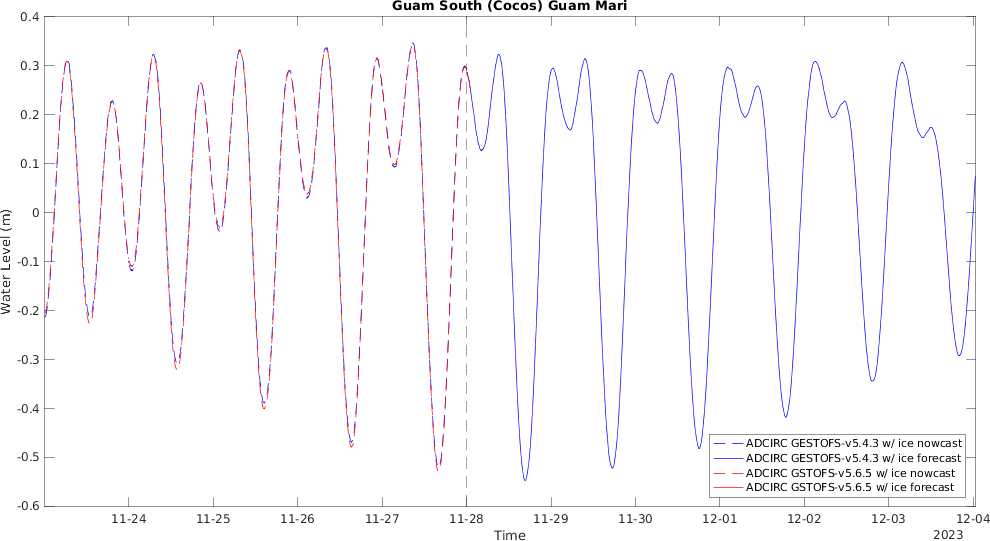 Guam South (Cocos) Guam Mari
0.4
0.3
0.2
0.1
0
-0.1
-0.2
-0.3
-0.4
-0.5
-0.6
Water Level (m)
11-24 11-25 11-26 11-27 11-28 11-29 11-30 12-01 12-02 12-03 12-04
Time
2023
ADCIRC GESTOFS-v5.4.3 w/ ice nowcast
ADCIRC GESTOFS-v5.4.3 w/ ice forecast
ADCIRC GSTOFS-v5.6.5 w/ ice nowcast
ADCIRC GSTOFS-v5.6.5 w/ ice forecast